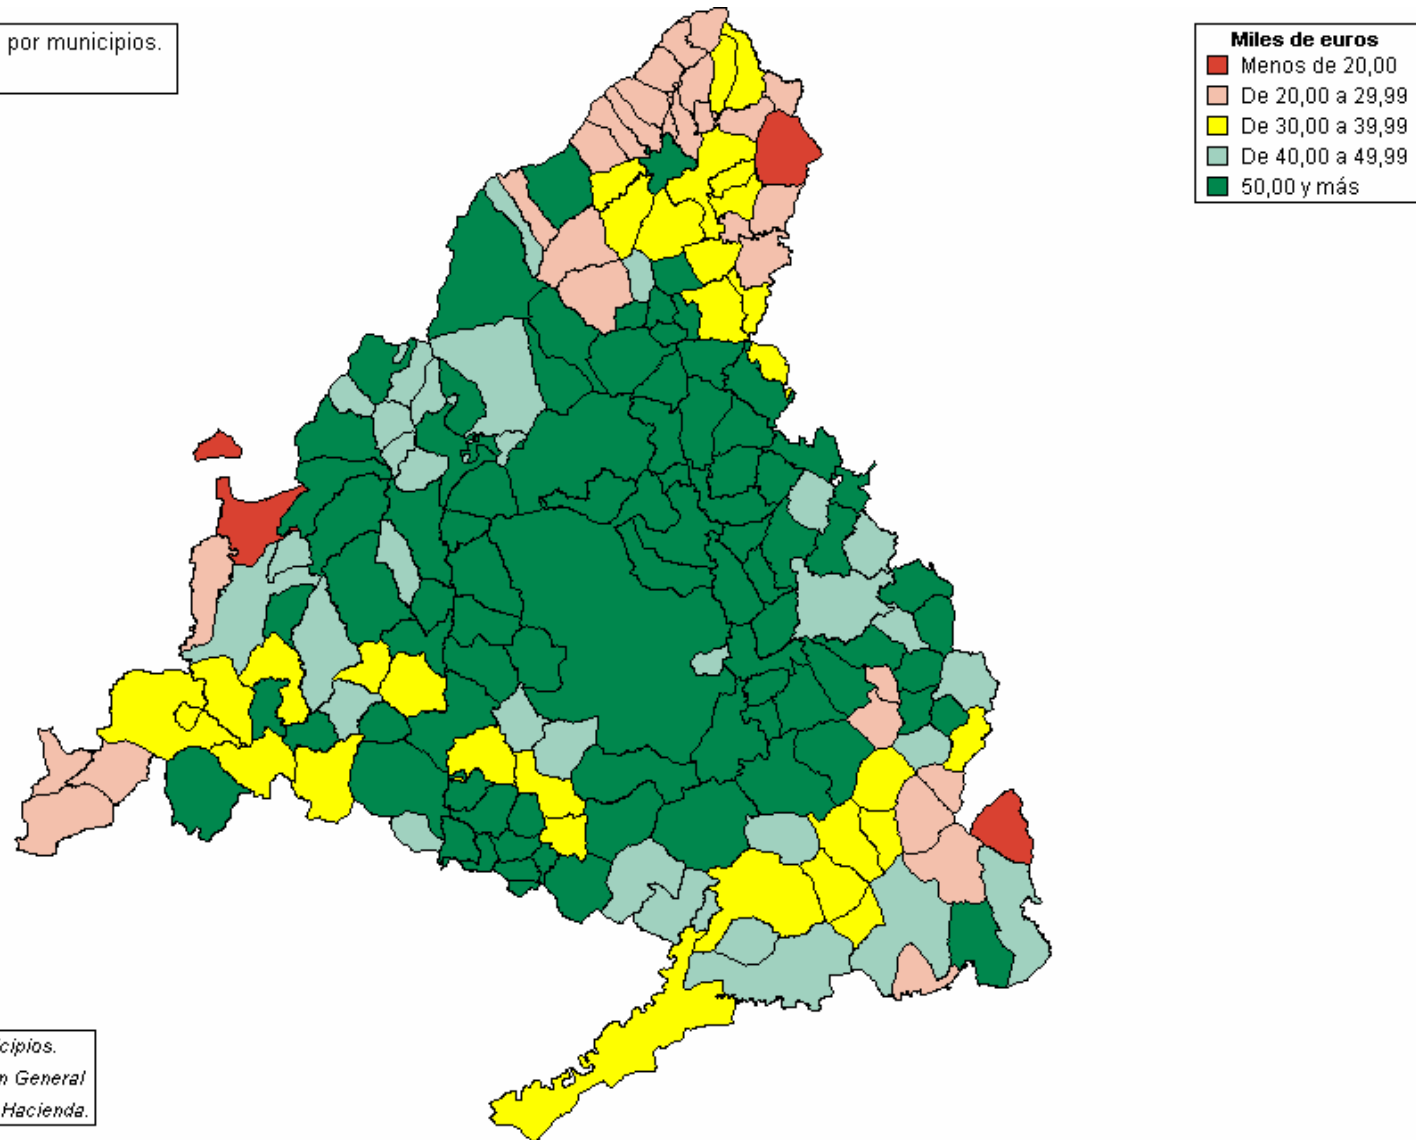 por municipios.
Miles de euros
Menos de 20,00
De 20,00 a 29,99
De 30,00 a 39,99
De 40,00 a 49,99
50,00 y más
cipios.
n General
Hacienda.